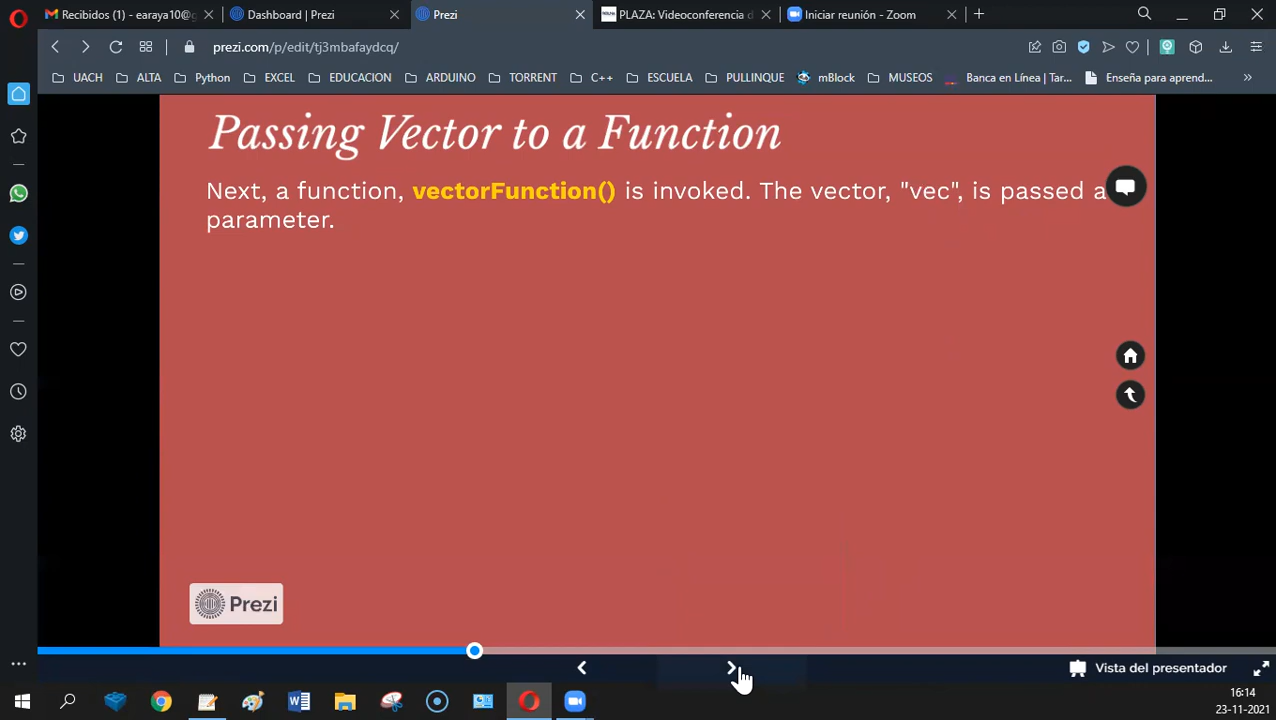 Recibidos (1) - earaya10@g
Dashboard | Prezi
Prezi
PLAZA: Videoconferencia d
Iniciar reunión - Zoom
prezi.com/p/edit/tj3mbafaydcq/
UACH
ALTA
Python
EXCEL
EDUCACION
ARDUINO
TORRENT
C++
ESCUELA
PULLINQUE
mBlock
MUSEOS
Banca en Línea | Tar...
Enseña para aprend...
Passing Vector to a Function
Next, a function, vectorFunction() is invoked. The vector, "vec", is passed a
parameter.
Prezi
Vista del presentador
16:14
23-11-2021